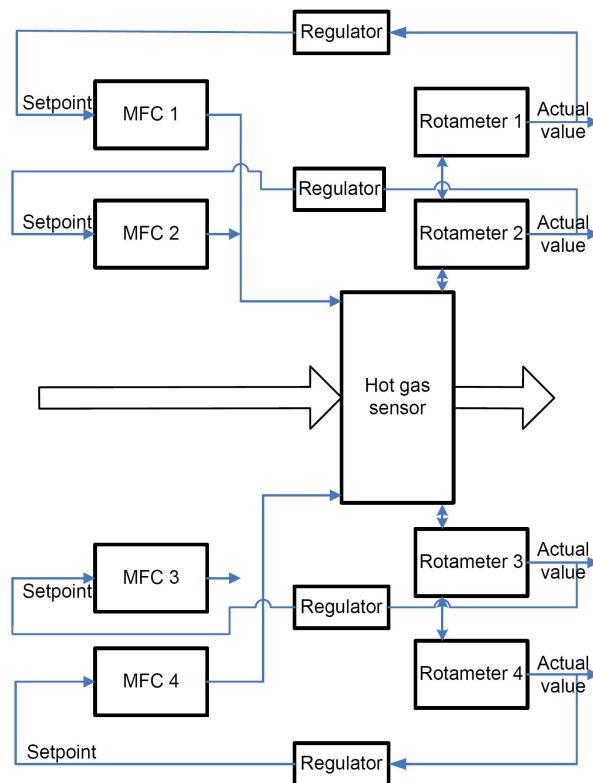 Regulator
Setpoint
MFC 1
Rotameter 1
Actual
value
Regulator
Setpoint
MFC 2
Rotameter 2
Actual
value
Hot gas
sensor
Setpoint
MFC 3
Rotameter 3
Actual
value
Regulator
MFC 4
Rotameter 4
Actual
value
Setpoint
Regulator